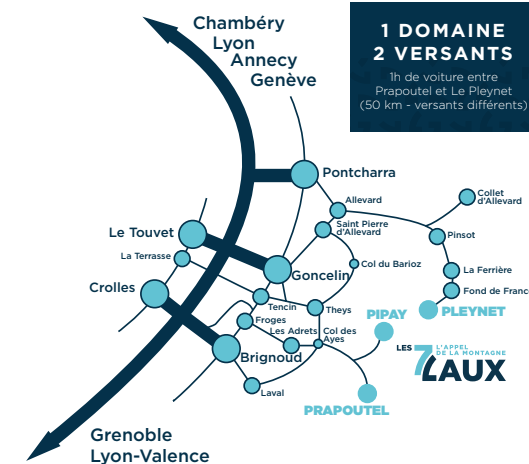 Chambéry
Lyon
Annecy
Genève
1 DOMAINE
2 VERSANTS
1h de voiture entre
Prapoutel et Le Pleynet
(50 km - versants différents)
Pontcharra
Allevard
Collet
d'Allevard
Saint Pierre
d'Allevard
Le Touvet
Pinsot
La Terrasse
Col du Barioz
La Ferrière
Goncelin
Crolles
Fond de France
Tencin
Theys
PIPAY
PLEYNET
Froges
Les Adrets
Col des
Ayes
Brignoud
LES 7 LAUX
L'APPEL
DE LA MONTAGNE
Laval
PRAPOUTEL
Grenoble
Lyon-Valence